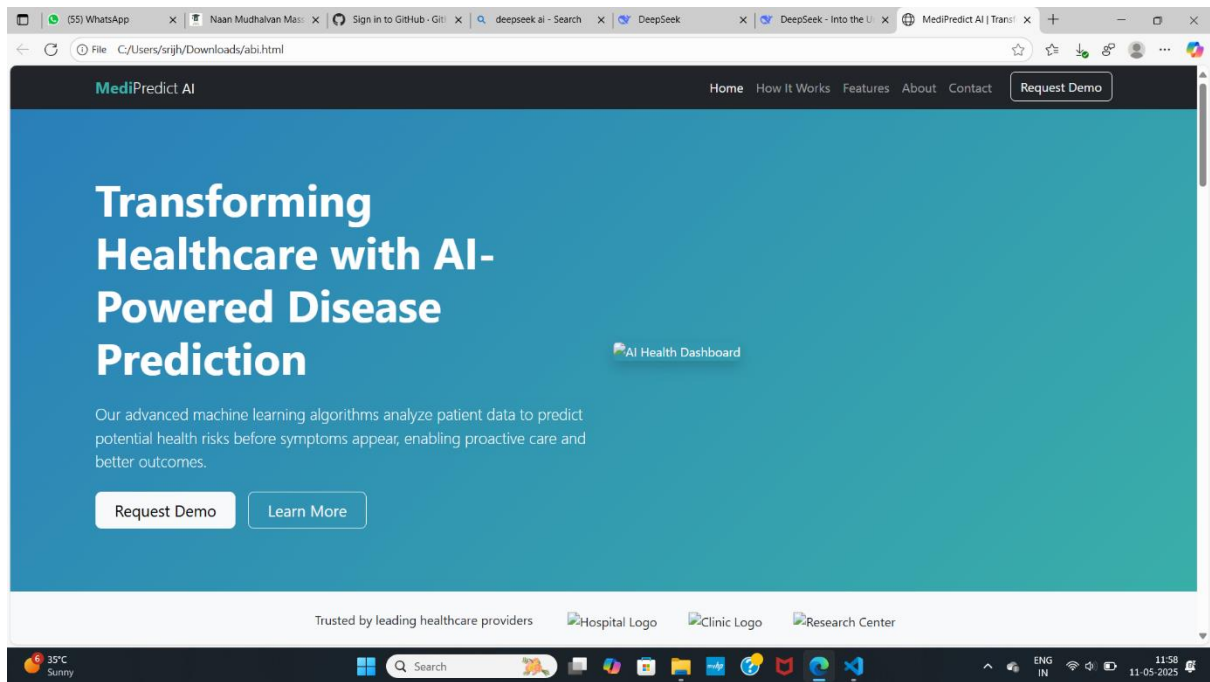 (55) WhatsApp
Naan Mudhalvan Mass
Sign in to GitHub · Git
deepseek ai - Search
DeepSeek
DeepSeek - Into the U
MediPredict AI | Transf
File C:/Users/srijh/Downloads/abi.html
MediPredict AI
Home How It Works Features About Contact Request Demo
Transforming
Healthcare with AI-
Powered Disease
Prediction
AI Health Dashboard
Our advanced machine learning algorithms analyze patient data to predict
potential health risks before symptoms appear, enabling proactive care and
better outcomes.
Request Demo Learn More
Trusted by leading healthcare providers Hospital Logo Clinic Logo Research Center
6
35°C
Sunny
Search
myhp
ENG
IN
11:58
11-05-2025